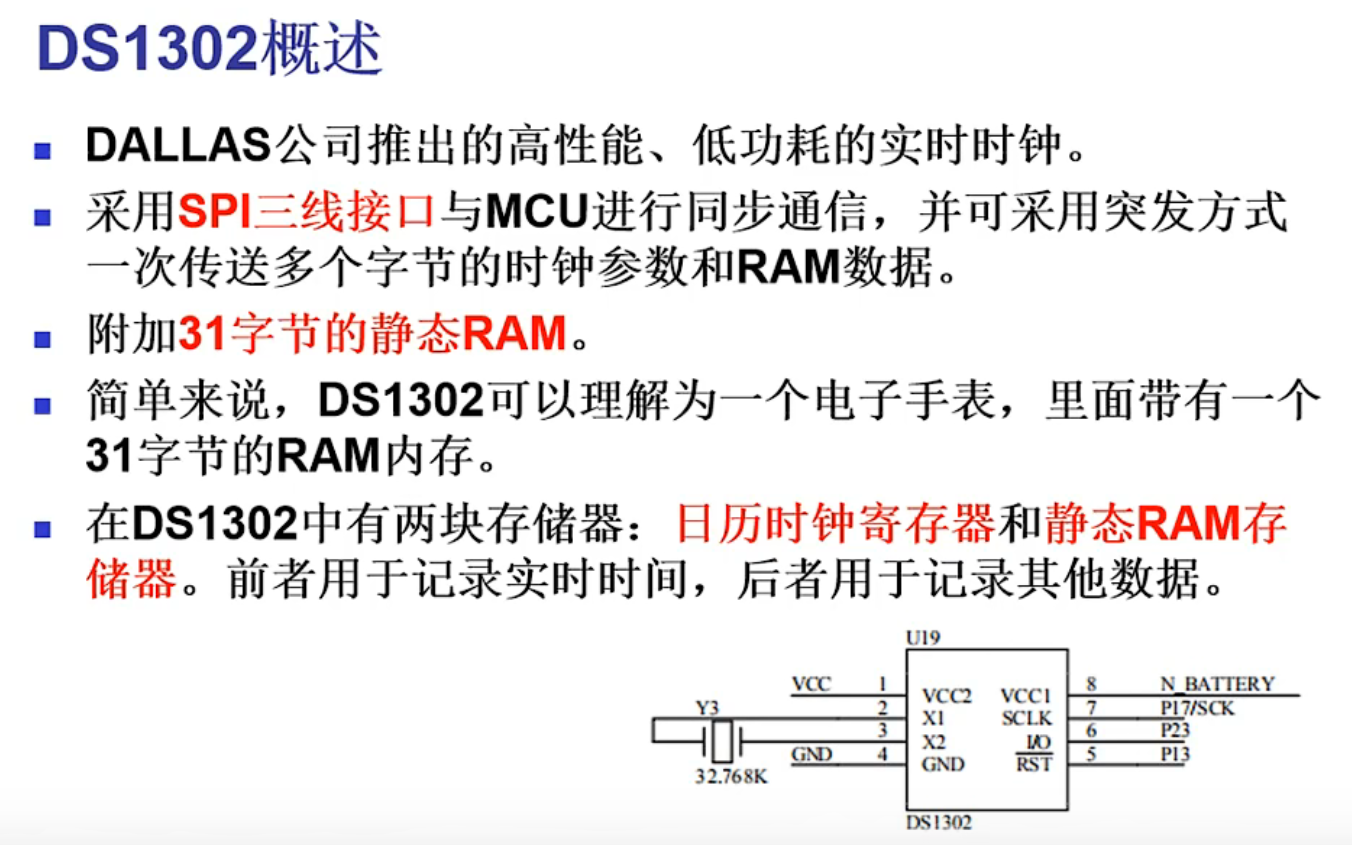 DS1302概述
DALLAS公司推出的高性能、低功耗的实时时钟。
采用SPI三线接口与MCU进行同步通信，并可采用突发方式
一次传送多个字节的时钟参数和RAM数据。
附加31字节的静态RAM。
简单来说，DS1302可以理解为一个电子手表，里面带有一个
31字节的RAM内存。
在DS1302中有两块存储器：日历时钟寄存器和静态RAM存
储器。前者用于记录实时时间，后者用于记录其他数据。
U19
VCC 1 VCC2 VCC1 8 N_BATTERY
Y3 2 X1 SCLK 7 P17/SCK
3 X2 I/O 6 P23
GND 4 GND RST 5 P13
32.768K
DS1302